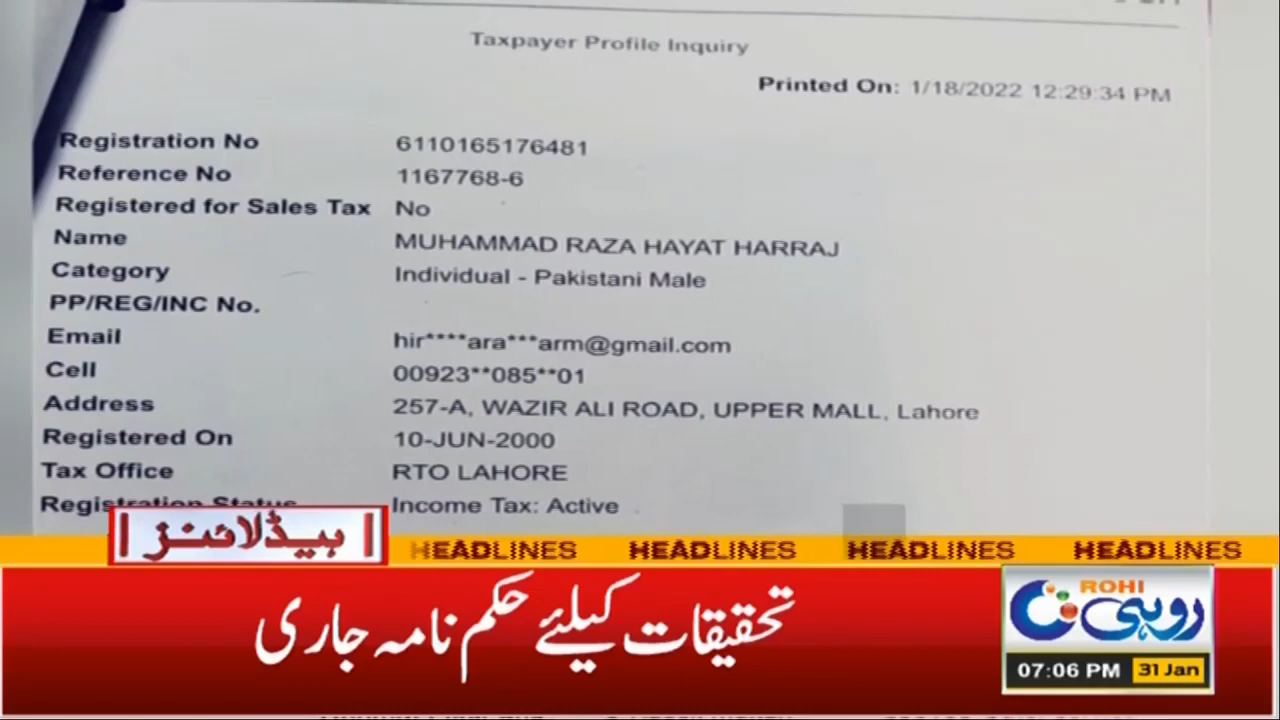 Taxpayer Profile Inquiry
Printed On: 1/18/2022 12:29:34 PM
Registration No 6110165176481
Reference No 1167768-6
Registered for Sales Tax No
Name MUHAMMAD RAZA HAYAT HARRAJ
Category Individual - Pakistani Male
PP/REG/INC No.
Email hir****ara***arm@gmail.com
Cell 00923**085**01
Address 257-A, WAZIR ALI ROAD, UPPER MALL, Lahore
Registered On 10-JUN-2000
Tax Office RTO LAHORE
Registration Status Income Tax: Active
ہیڈلائنز
HEADLINES HEADLINES HEADLINES HEADLINES
تحقیقات کیلئے حکم نامہ جاری
ROHI
روہی
07:06 PM 31 Jan